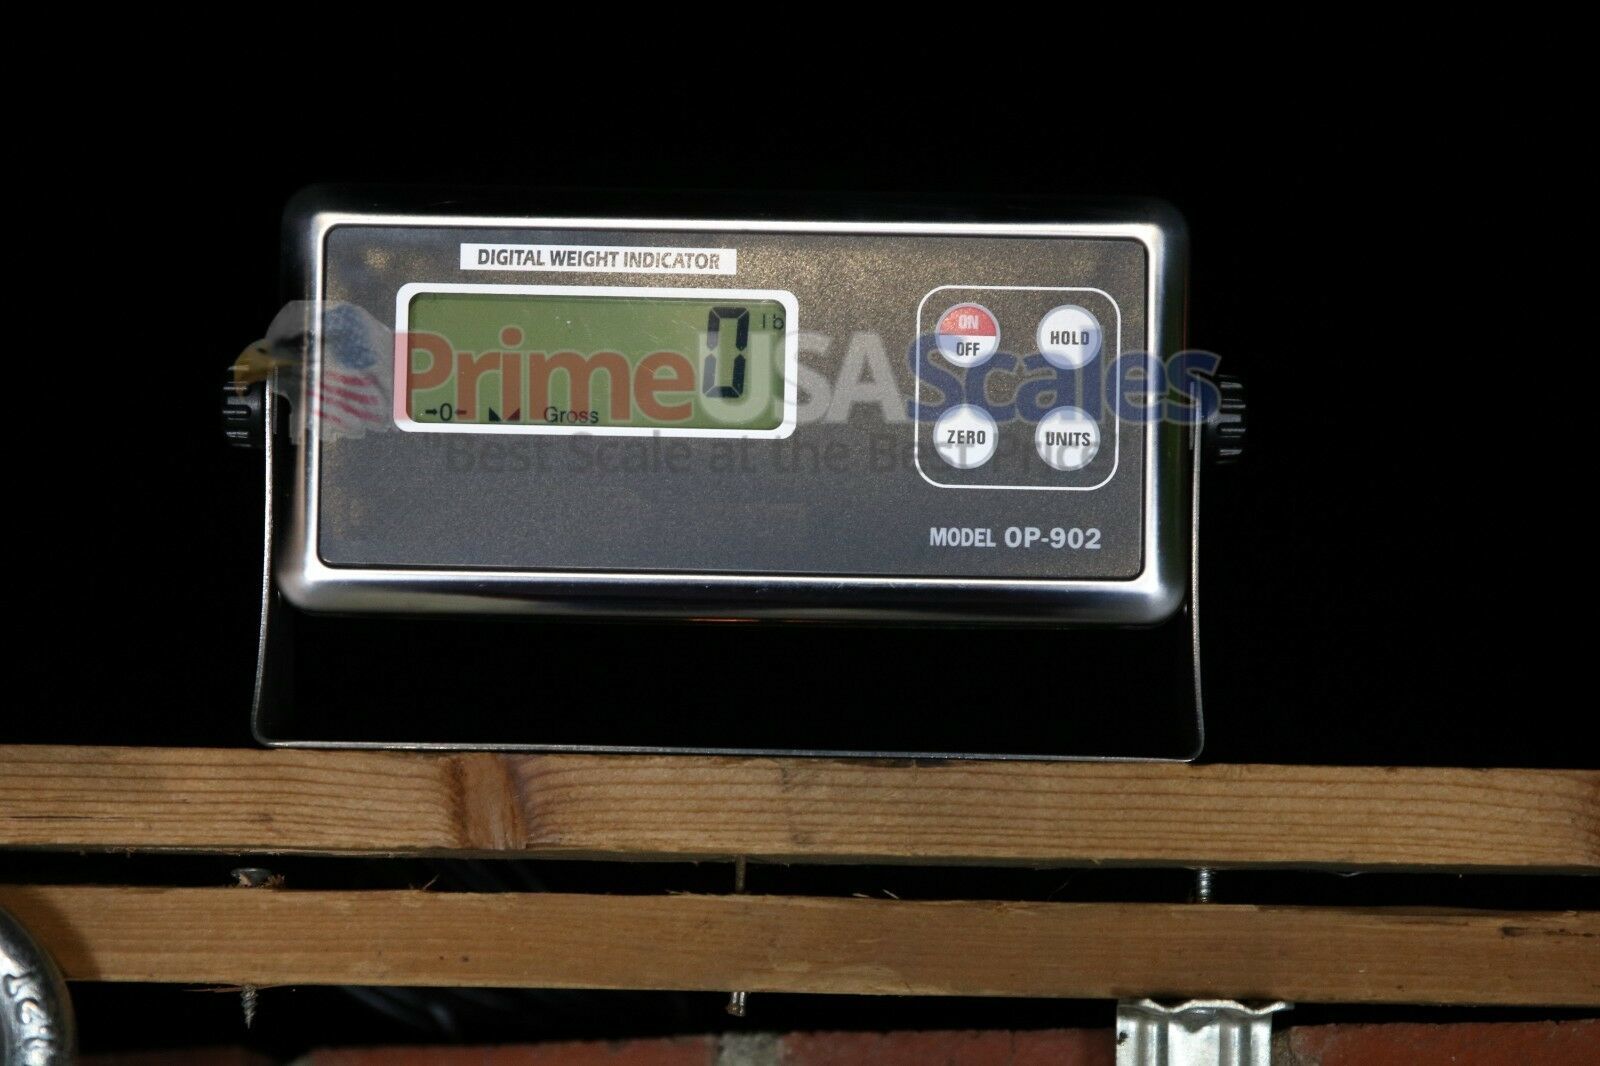 DIGITAL WEIGHT INDICATOR
0 lb
→0← Gross
ON
OFF
HOLD
ZERO
UNITS
MODEL OP-902
PrimeUSAScales
"Best Scale at the Best Price